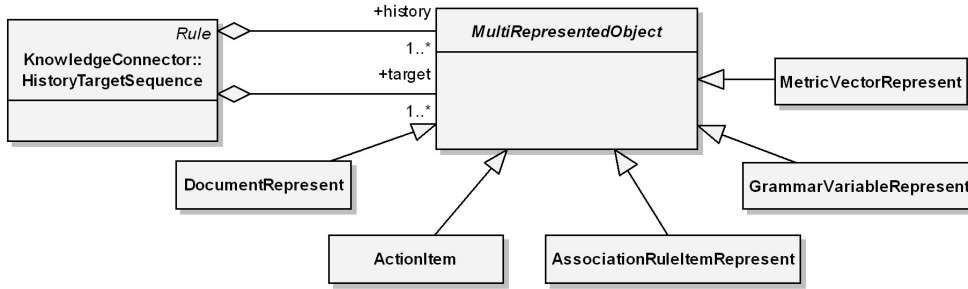 Rule
KnowledgeConnector::
HistoryTargetSequence
+history
1..*
+target
1..*
MultiRepresentedObject
MetricVectorRepresent
DocumentRepresent
GrammarVariableRepresent
ActionItem
AssociationRuleItemRepresent